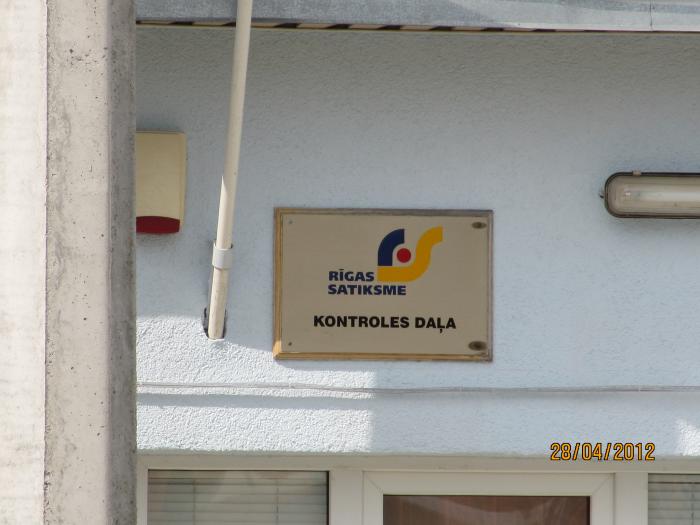 RĪGAS
SATIKSME
KONTROLES DAĻA
28/04/2012